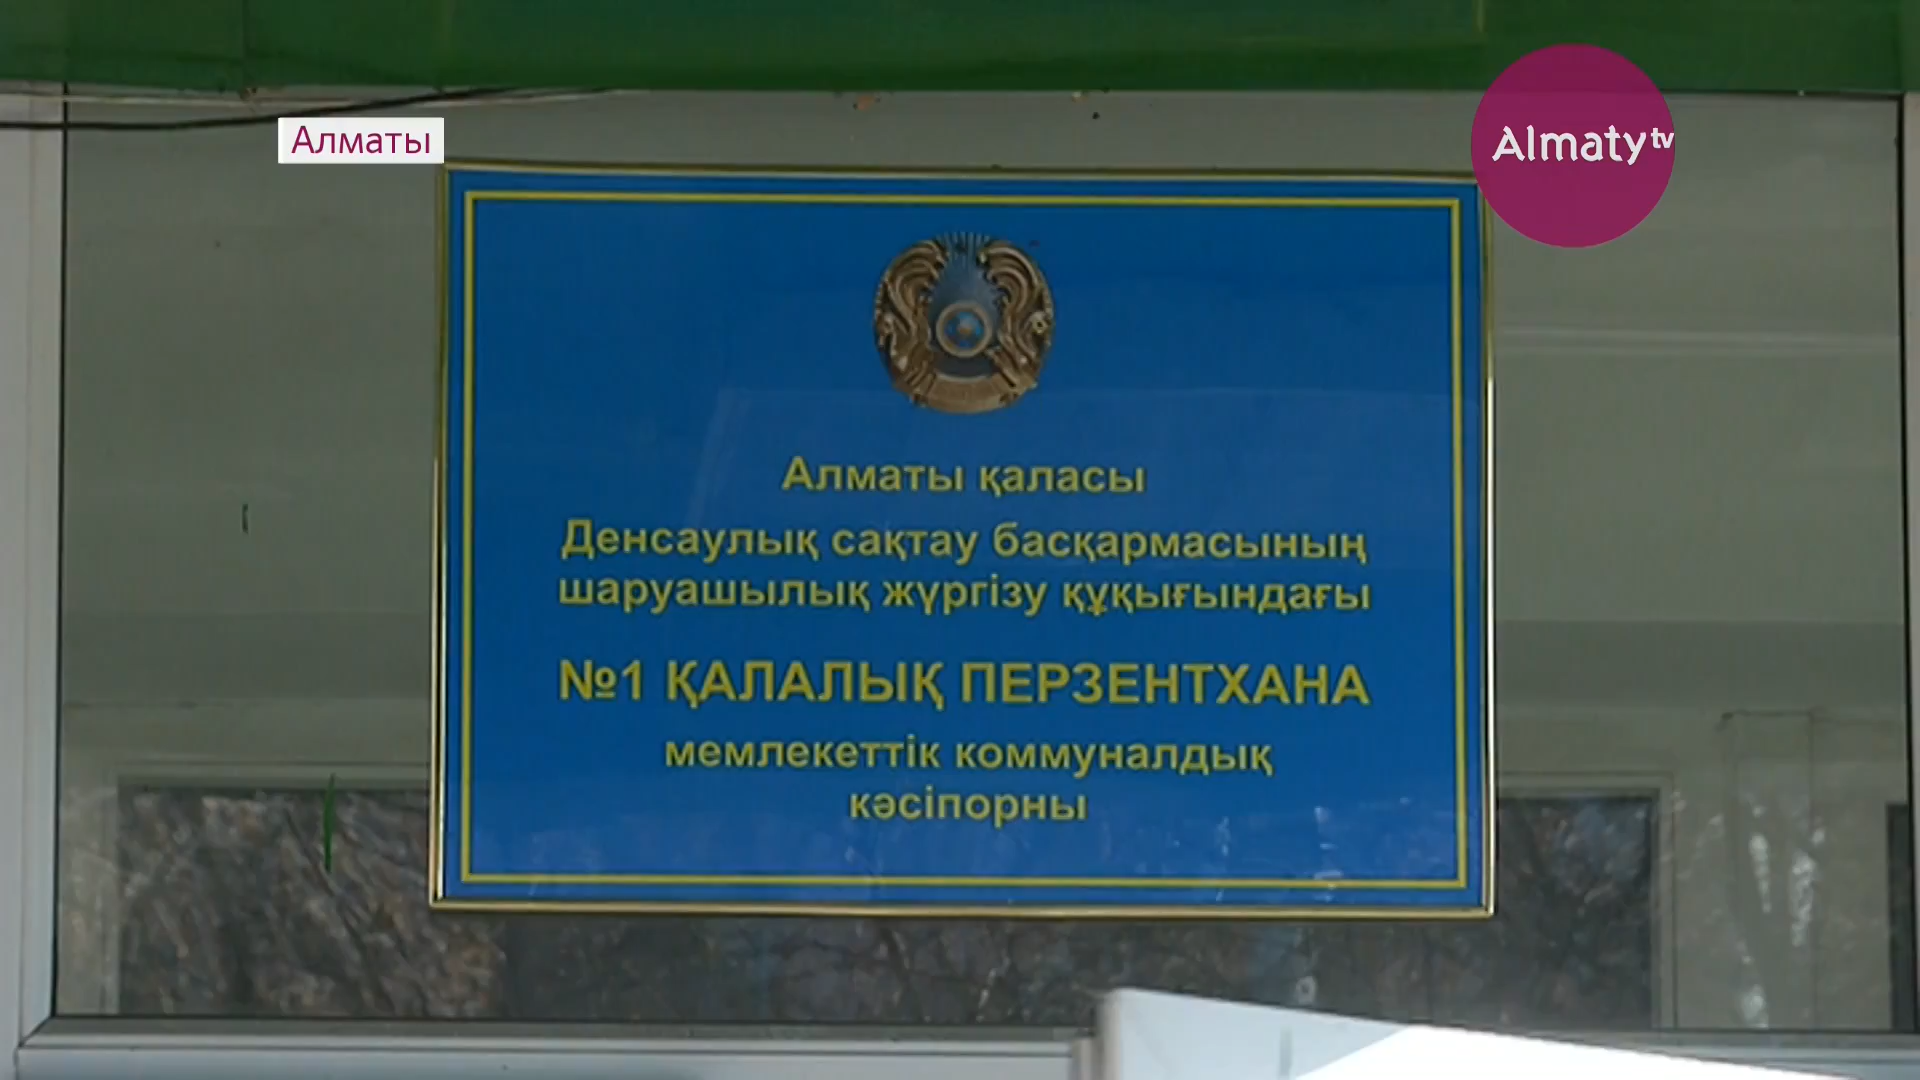 Алматы
Almaty tv
Алматы қаласы
Денсаулық сақтау басқармасының
шаруашылық жүргізу құқығындағы
№1 ҚАЛАЛЫҚ ПЕРЗЕНТХАНА
мемлекеттік коммуналдық
кәсіпорны